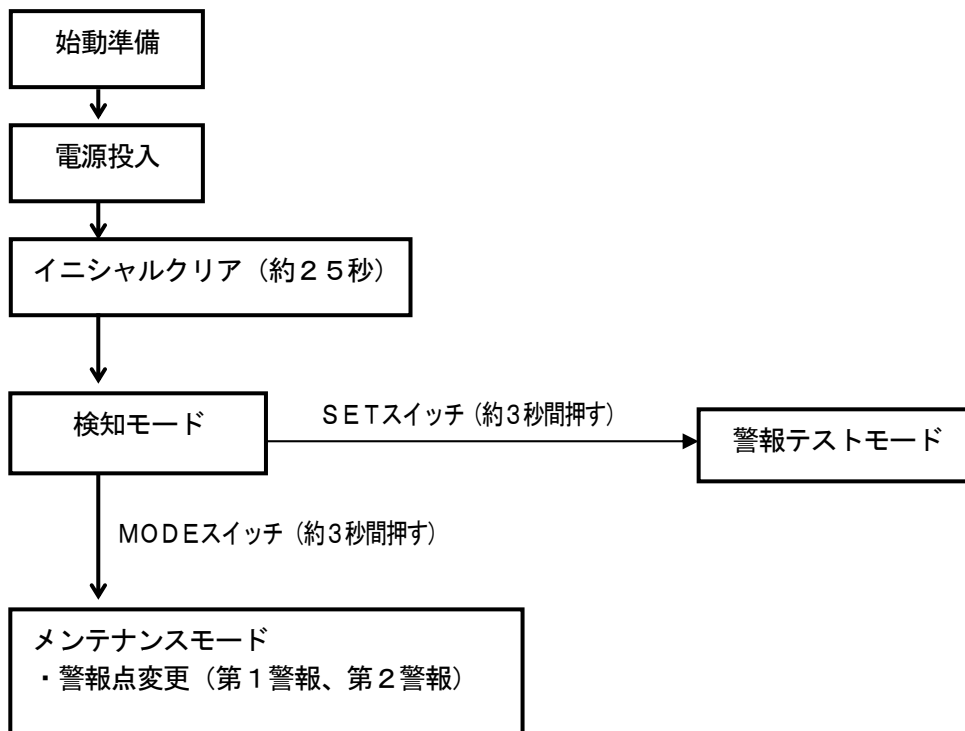 始動準備
電源投入
イニシャルクリア（約２５秒）
検知モード
ＳＥＴスイッチ（約３秒間押す）
警報テストモード
ＭＯＤＥスイッチ（約３秒間押す）
メンテナンスモード
・警報点変更（第１警報、第２警報）